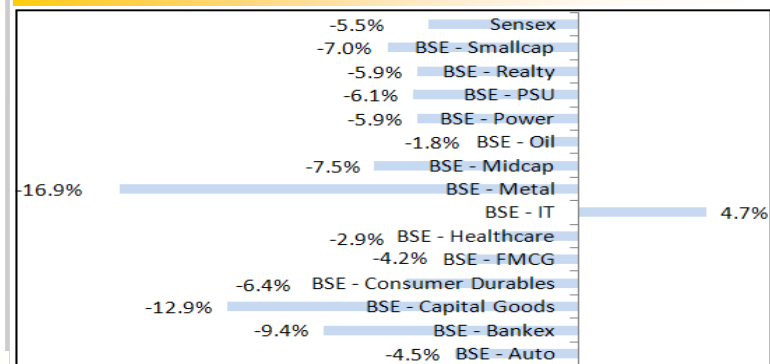 -5.5% Sensex
-7.0% BSE - Smallcap
-5.9% BSE - Realty
-6.1% BSE - PSU
-5.9% BSE - Power
-1.8% BSE - Oil
-7.5% BSE - Midcap
-16.9% BSE - Metal
BSE - IT 4.7%
-2.9% BSE - Healthcare
-4.2% BSE - FMCG
-6.4% BSE - Consumer Durables
-12.9% BSE - Capital Goods
-9.4% BSE - Bankex
-4.5% BSE - Auto